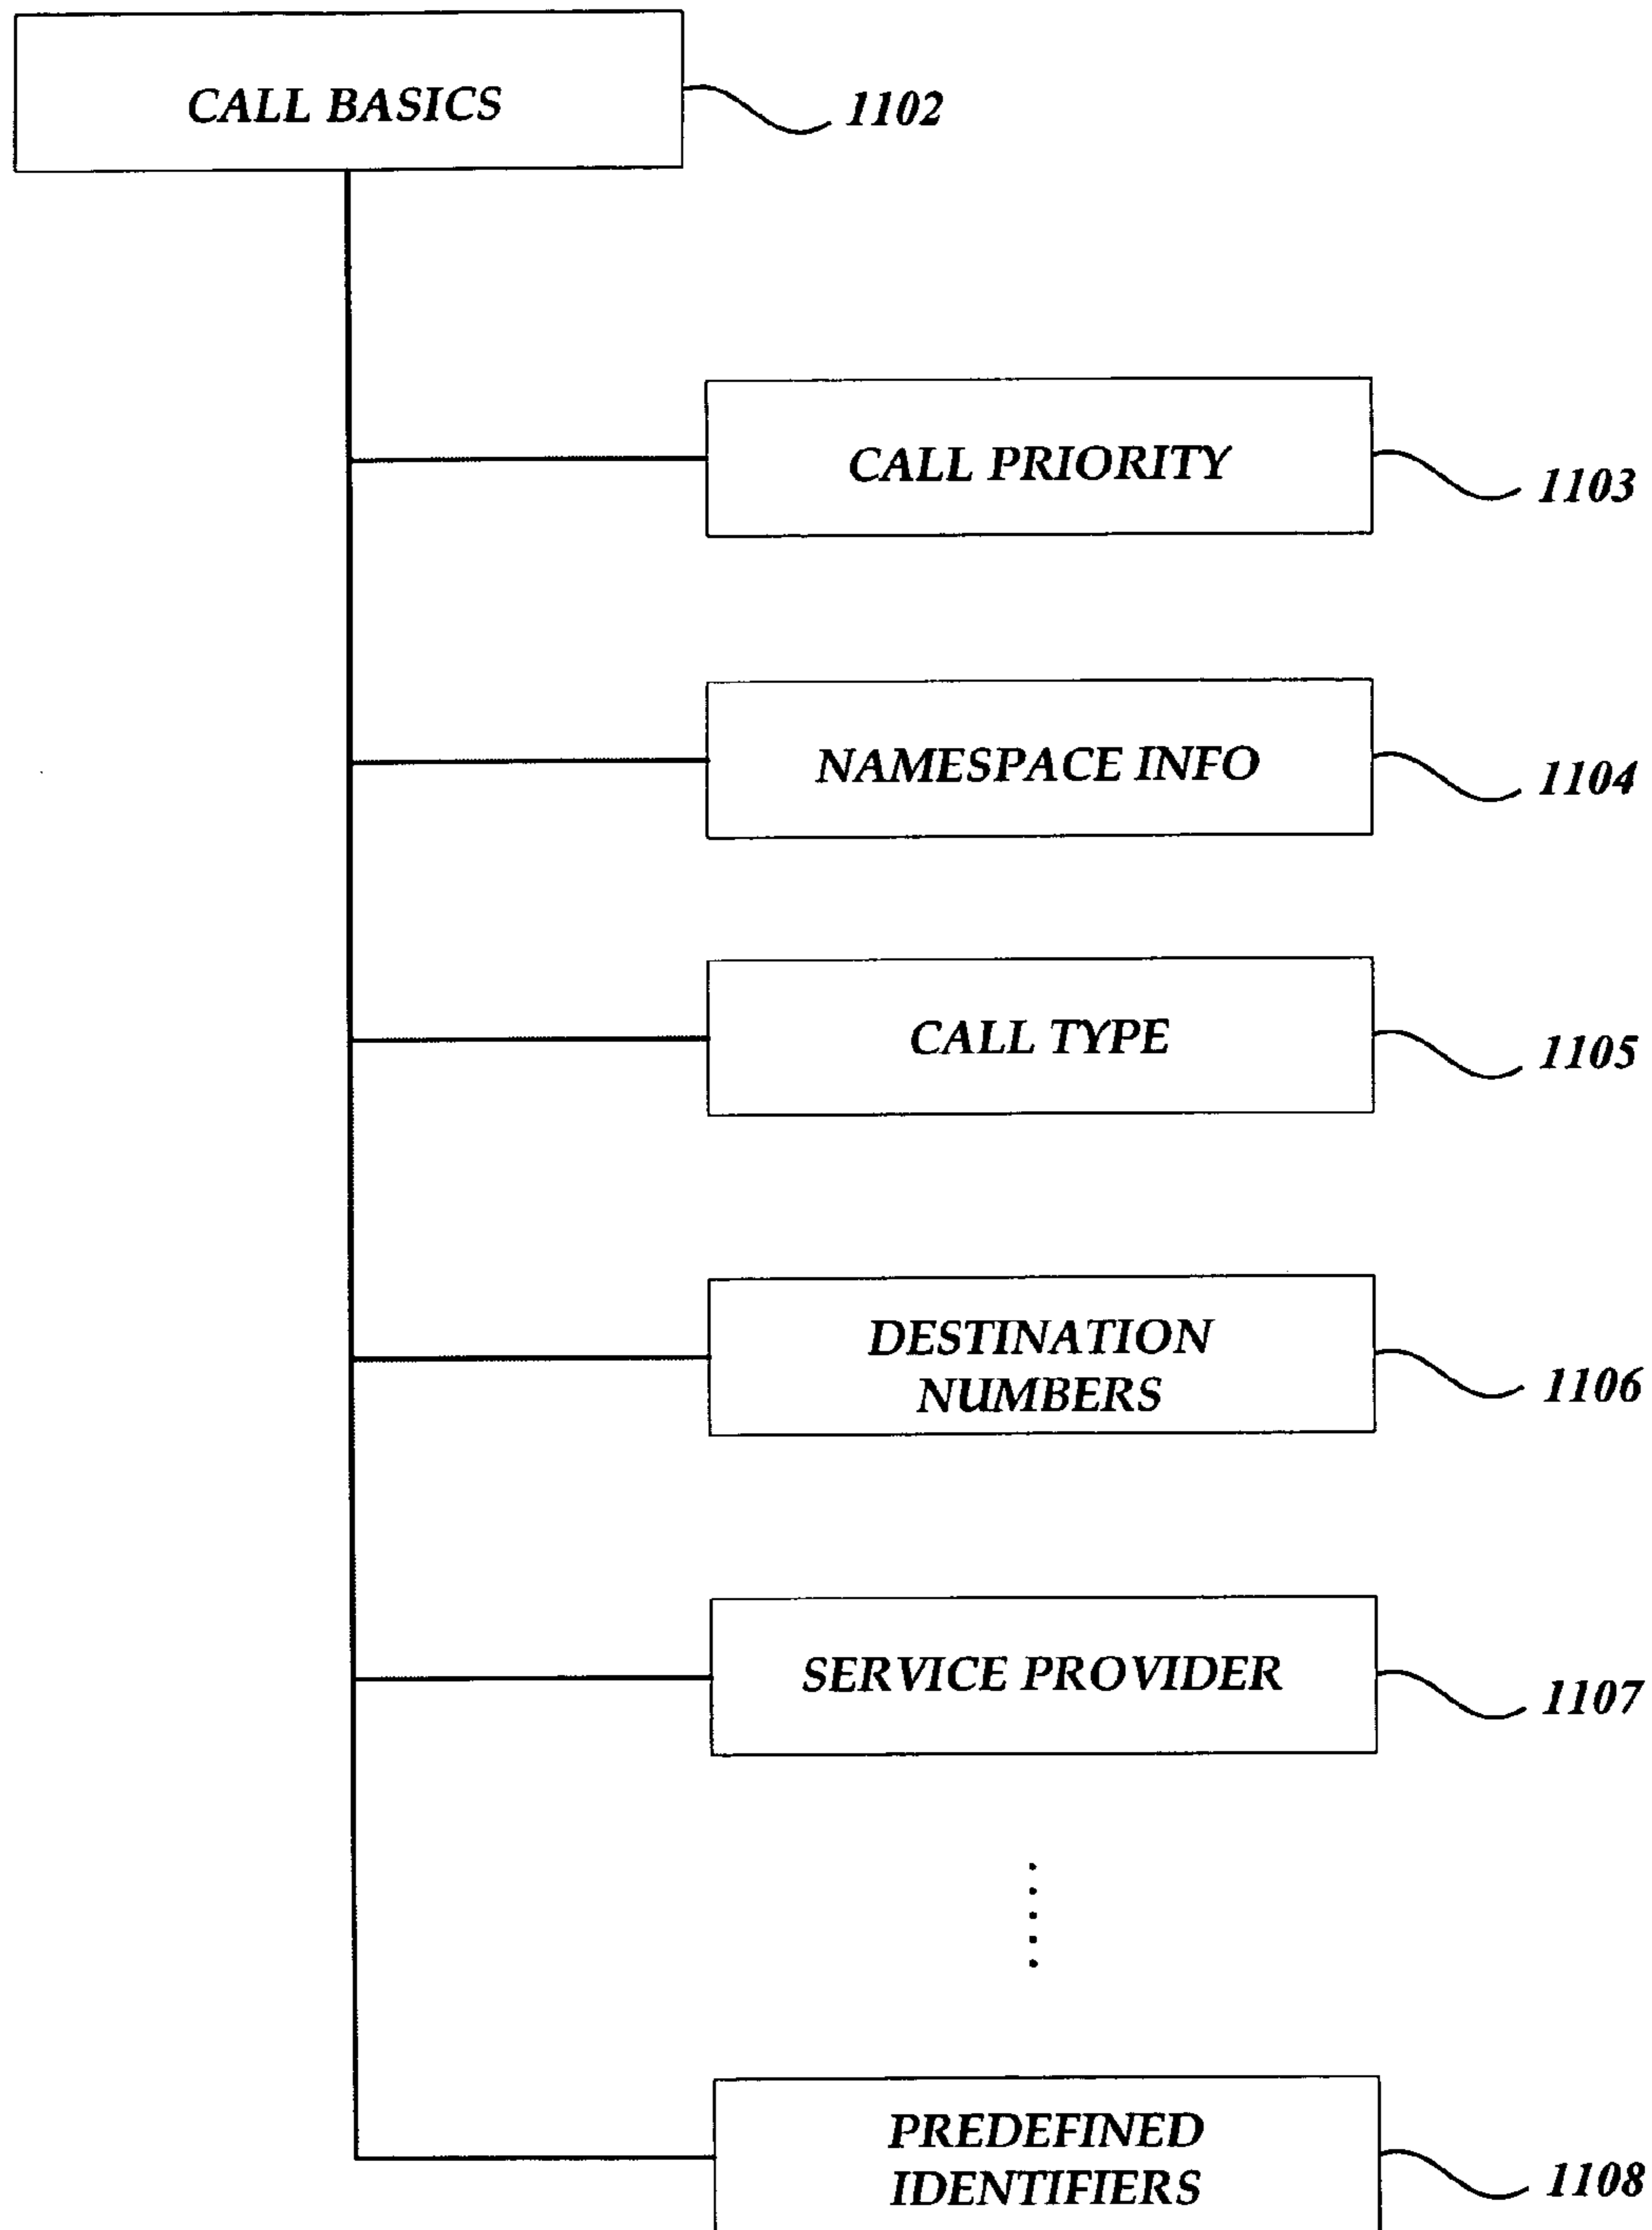 CALL BASICS
1102
CALL PRIORITY
1103
NAMESPACE INFO
1104
CALL TYPE
1105
DESTINATION
NUMBERS
1106
SERVICE PROVIDER
1107
PREDEFINED
IDENTIFIERS
1108